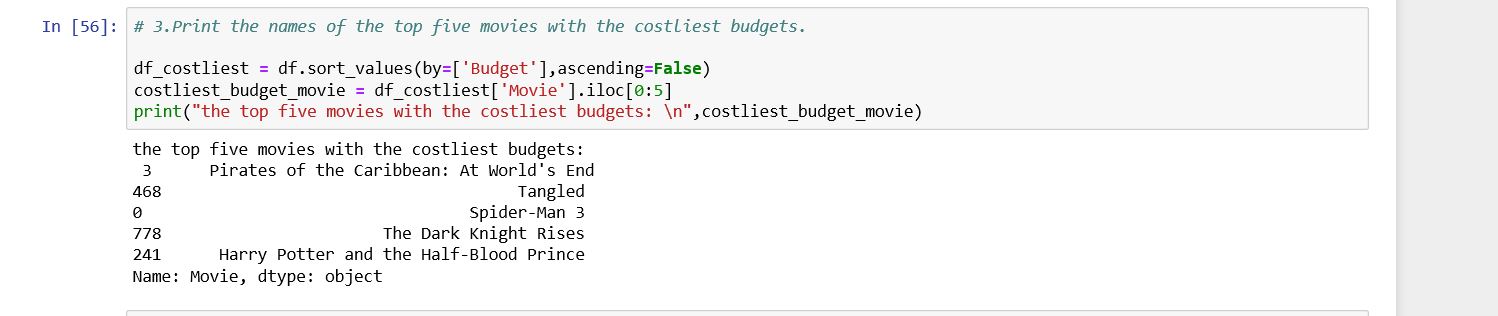 In [56]: # 3.Print the names of the top five movies with the costliest budgets.
df_costliest = df.sort_values(by=['Budget'],ascending=False)
costliest_budget_movie = df_costliest['Movie'].iloc[0:5]
print("the top five movies with the costliest budgets: \n",costliest_budget_movie)
the top five movies with the costliest budgets:
3      Pirates of the Caribbean: At World's End
468                                     Tangled
0                                  Spider-Man 3
778                       The Dark Knight Rises
241      Harry Potter and the Half-Blood Prince
Name: Movie, dtype: object